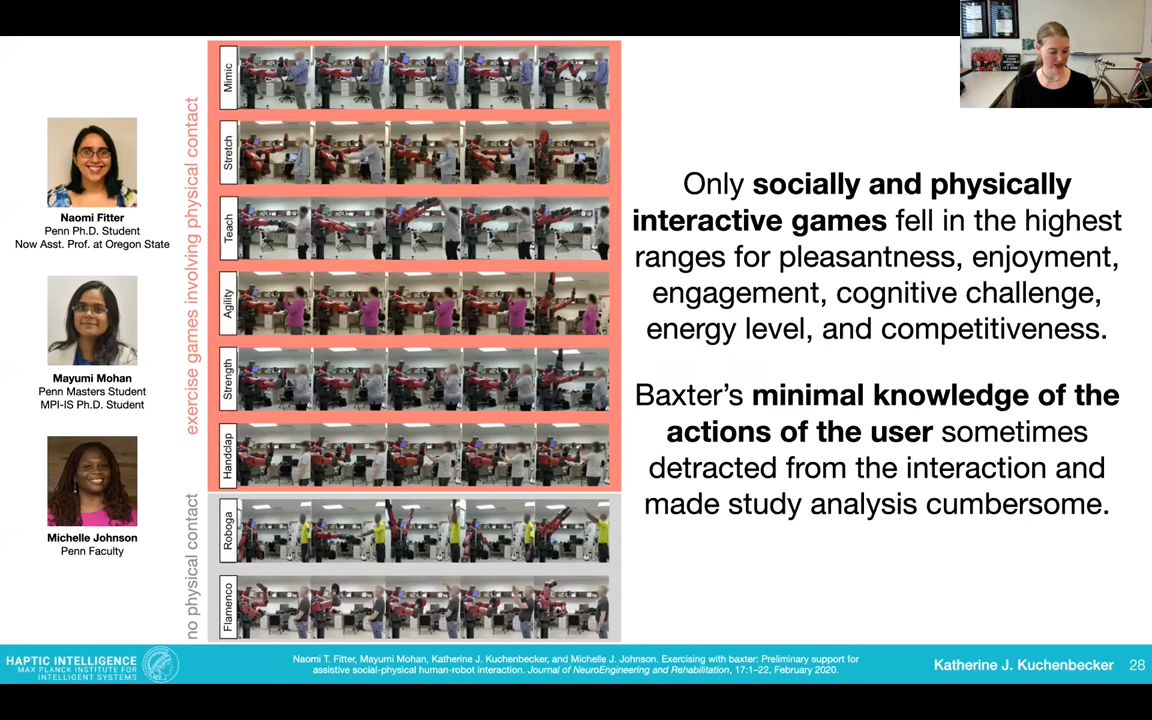 Naomi Fitter
Penn Ph.D. Student
Now Asst. Prof. at Oregon State
Mayumi Mohan
Penn Masters Student
MPI-IS Ph.D. Student
Michelle Johnson
Penn Faculty
exercise games involving physical contact
no physical contact
Mimic
Stretch
Teach
Agility
Strength
Handclap
Roboga
Flamenco
Only socially and physically
interactive games fell in the highest
ranges for pleasantness, enjoyment,
engagement, cognitive challenge,
energy level, and competitiveness.
Baxter's minimal knowledge of the
actions of the user sometimes
detracted from the interaction and
made study analysis cumbersome.
HAPTIC INTELLIGENCE
MAX PLANCK INSTITUTE FOR
INTELLIGENT SYSTEMS
Naomi T. Fitter, Mayumi Mohan, Katherine J. Kuchenbecker, and Michelle J. Johnson. Exercising with baxter: Preliminary support for
assistive social-physical human-robot interaction. Journal of NeuroEngineering and Rehabilitation, 17:1–22, February 2020.
Katherine J. Kuchenbecker 28